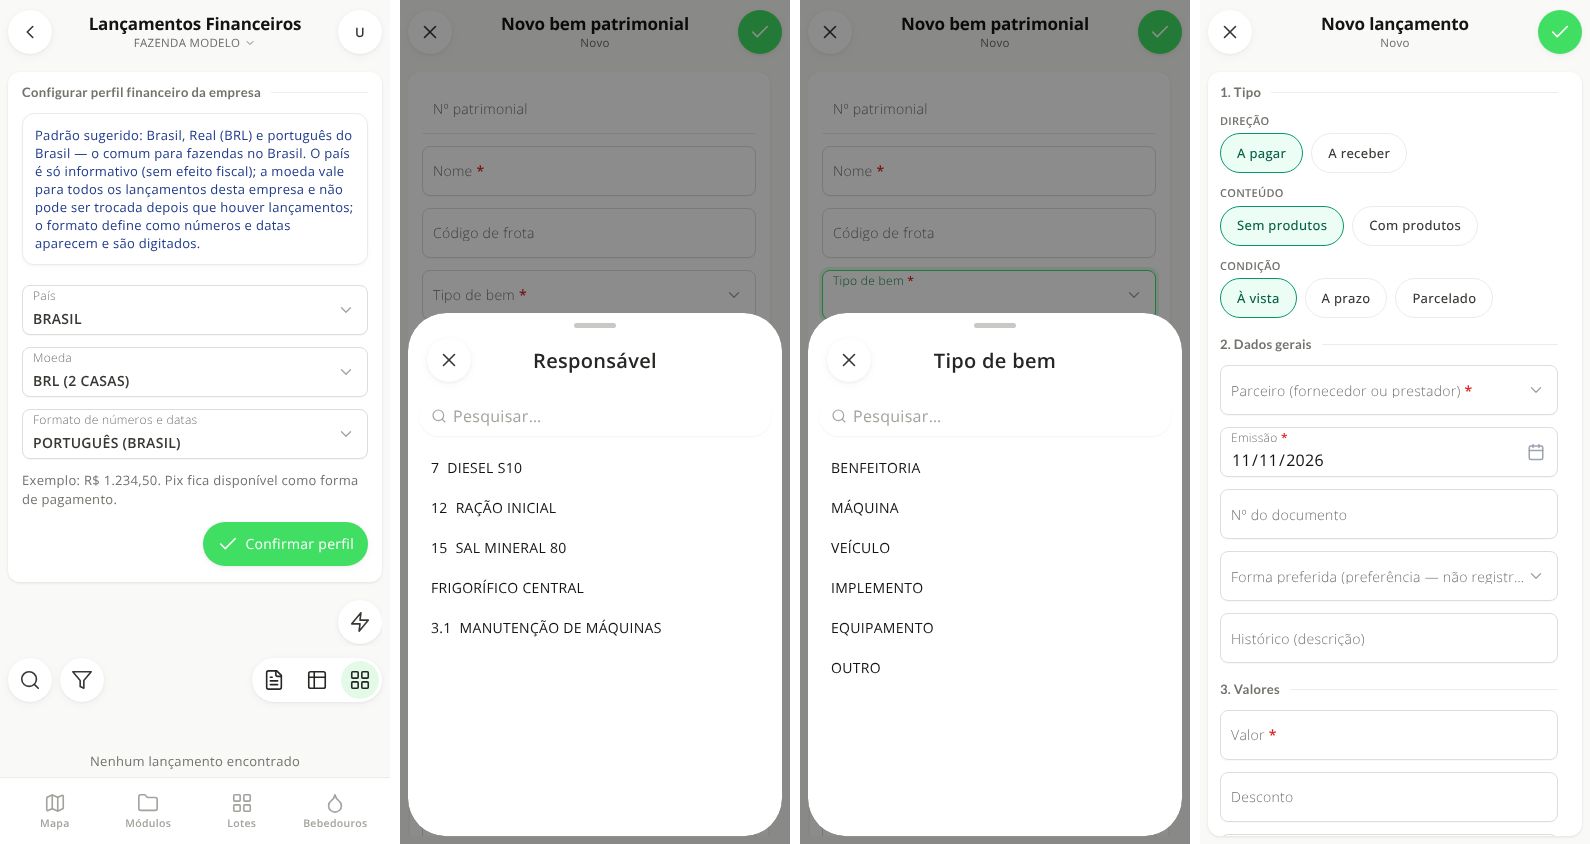 Lançamentos Financeiros
FAZENDA MODELO
U
Configurar perfil financeiro da empresa
Padrão sugerido: Brasil, Real (BRL) e português do
Brasil — o comum para fazendas no Brasil. O país
é só informativo (sem efeito fiscal); a moeda vale
para todos os lançamentos desta empresa e não
pode ser trocada depois que houver lançamentos;
o formato define como números e datas
aparecem e são digitados.
País
BRASIL
Moeda
BRL (2 CASAS)
Formato de números e datas
PORTUGUÊS (BRASIL)
Exemplo: R$ 1.234,50. Pix fica disponível como forma
de pagamento.
Confirmar perfil
Nenhum lançamento encontrado
Mapa
Módulos
Lotes
Bebedouros
Novo bem patrimonial
Novo
Nº patrimonial
Nome *
Código de frota
Tipo de bem *
Responsável
Pesquisar...
7 DIESEL S10
12 RAÇÃO INICIAL
15 SAL MINERAL 80
FRIGORÍFICO CENTRAL
3.1 MANUTENÇÃO DE MÁQUINAS
Novo bem patrimonial
Novo
Nº patrimonial
Nome *
Código de frota
Tipo de bem *
Tipo de bem
Pesquisar...
BENFEITORIA
MÁQUINA
VEÍCULO
IMPLEMENTO
EQUIPAMENTO
OUTRO
Novo lançamento
Novo
1. Tipo
DIREÇÃO
A pagar
A receber
CONTEÚDO
Sem produtos
Com produtos
CONDIÇÃO
À vista
A prazo
Parcelado
2. Dados gerais
Parceiro (fornecedor ou prestador) *
Emissão *
11/11/2026
Nº do documento
Forma preferida (preferência — não registr...
Histórico (descrição)
3. Valores
Valor *
Desconto